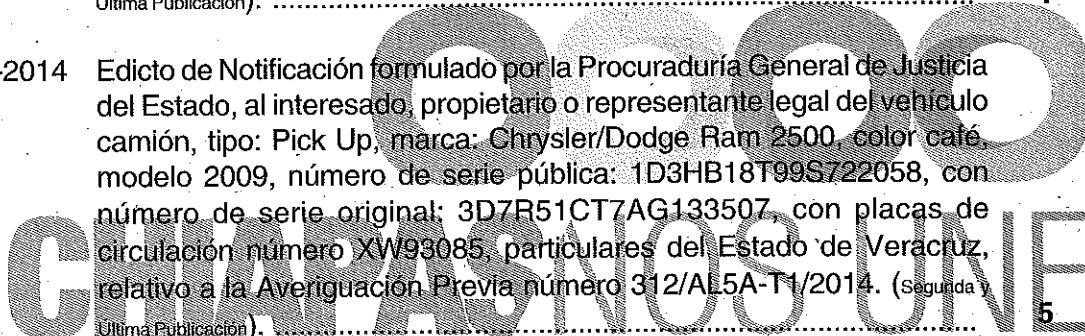 Última Publicación). ........................................................................
-2014 Edicto de Notificación formulado por la Procuraduría General de Justicia
del Estado, al interesado, propietario o representante legal del vehículo
camión, tipo: Pick Up, marca: Chrysler/Dodge Ram 2500, color café,
modelo 2009, número de serie pública: 1D3HB18T99S722058, con
número de serie original: 3D7R51CT7AG133507, con placas de
circulación número XW93085, particulares del Estado de Veracruz,
relativo a la Averiguación Previa número 312/AL5A-T1/2014. (Segunda y
Última Publicación). ........................................................................ 5
CHIAPASNOS UNE